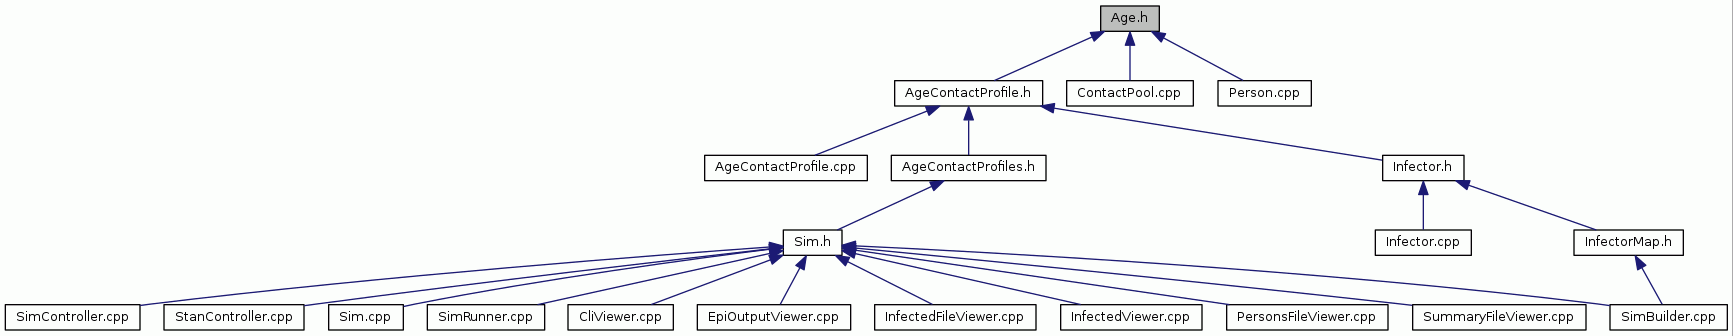 Age.h
AgeContactProfile.h
ContactPool.cpp
Person.cpp
AgeContactProfile.cpp
AgeContactProfiles.h
Infector.h
Sim.h
Infector.cpp
InfectorMap.h
SimController.cpp
StanController.cpp
Sim.cpp
SimRunner.cpp
CliViewer.cpp
EpiOutputViewer.cpp
InfectedFileViewer.cpp
InfectedViewer.cpp
PersonsFileViewer.cpp
SummaryFileViewer.cpp
SimBuilder.cpp